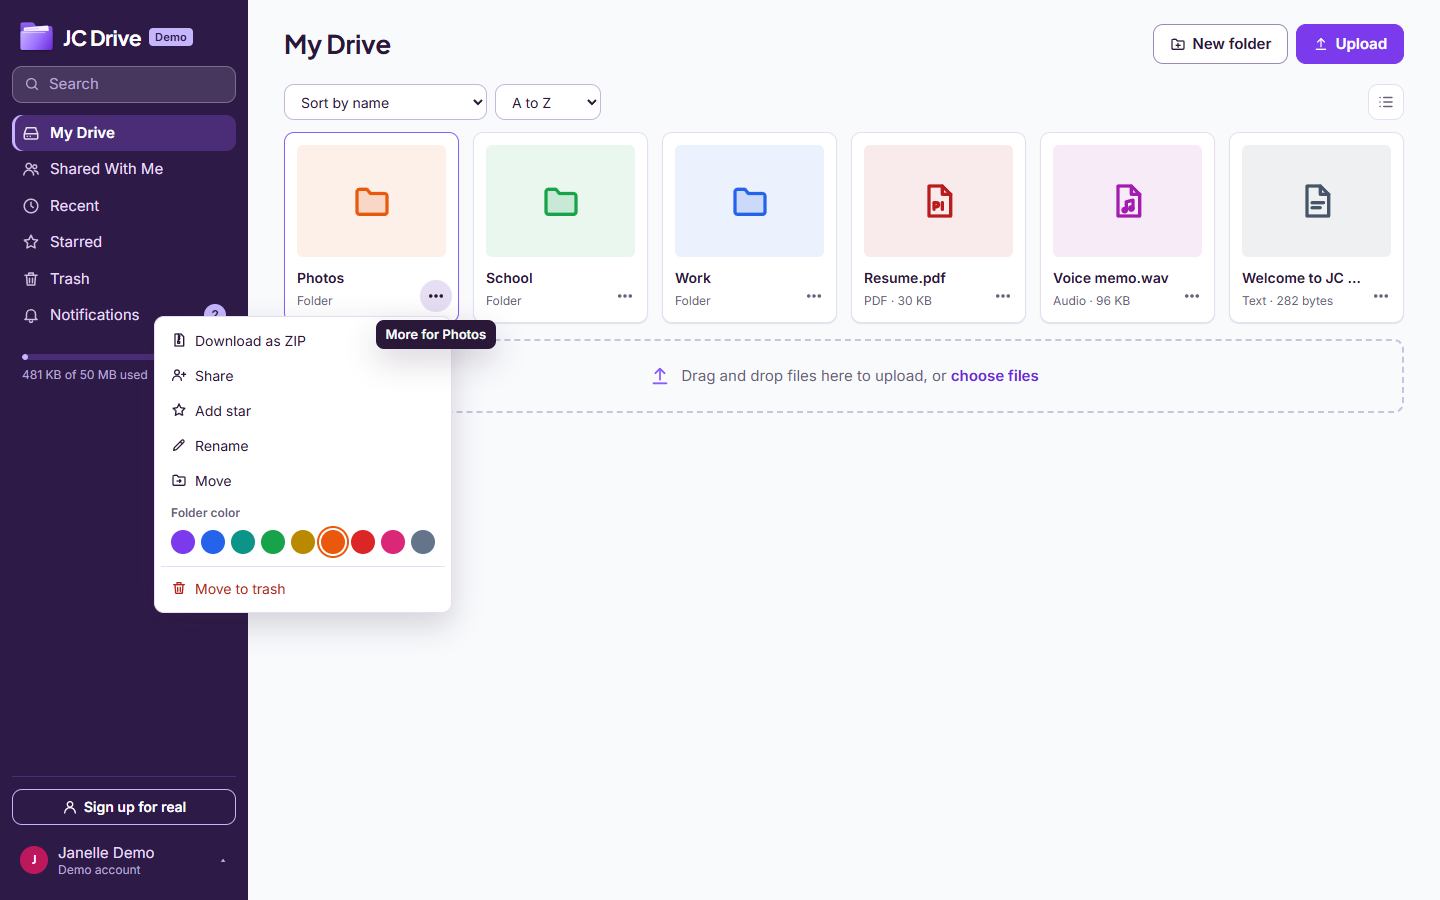 JC Drive Demo
Search
My Drive
Shared With Me
Recent
Starred
Trash
Notifications 2
481 KB of 50 MB used
Sign up for real
J
Janelle Demo
Demo account
My Drive
New folder
Upload
Sort by name
A to Z
Photos
Folder
School
Folder
Work
Folder
Resume.pdf
PDF · 30 KB
Voice memo.wav
Audio · 96 KB
Welcome to JC ...
Text · 282 bytes
More for Photos
Download as ZIP
Share
Add star
Rename
Move
Folder color
Move to trash
Drag and drop files here to upload, or choose files